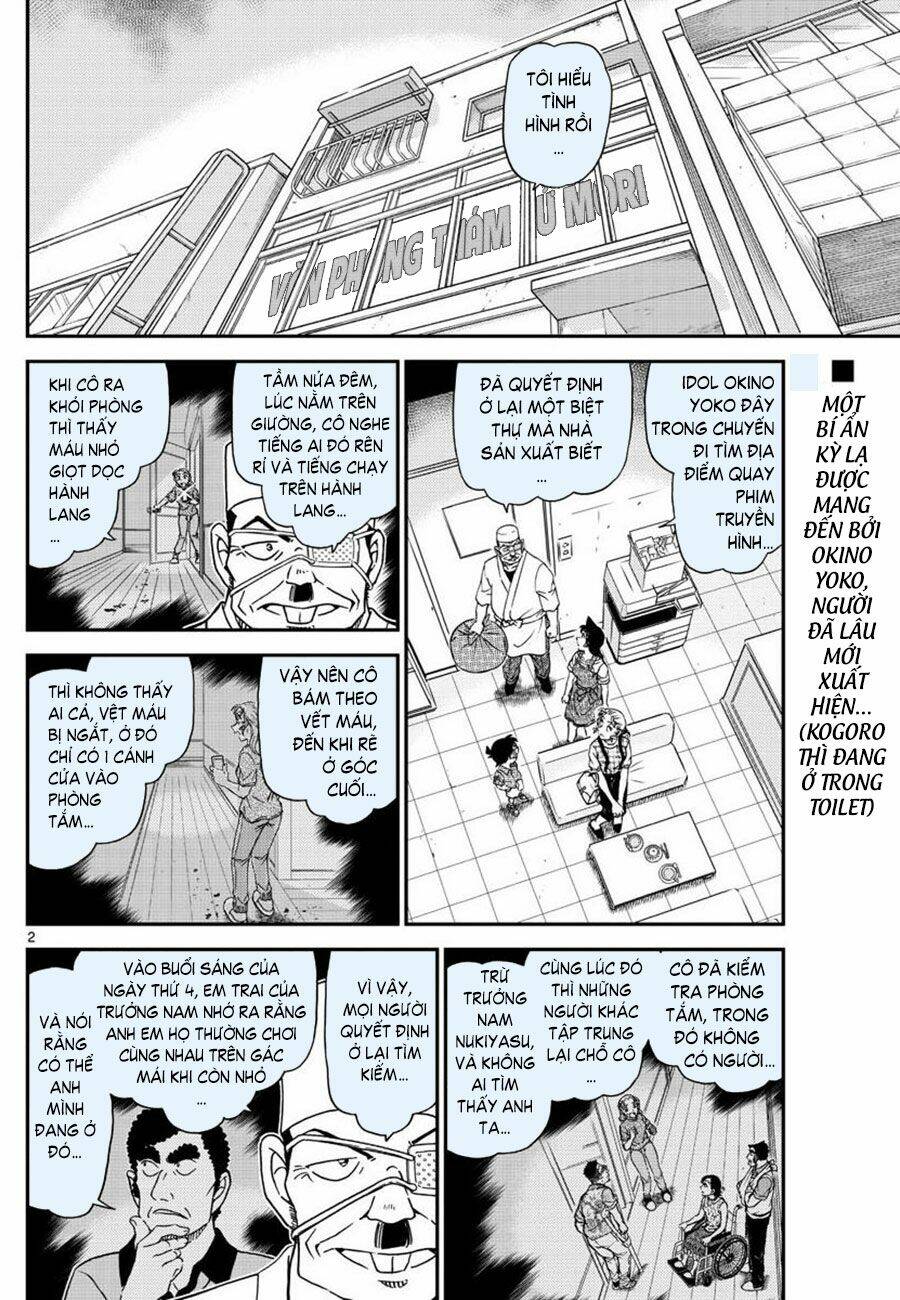 TÔI HIỂU
TÌNH
HÌNH RỒI
...
VĂN PHÒNG THÁM TỬ MORI
MỘT
BÍ ẨN
KỲ LẠ
ĐƯỢC
MANG
ĐẾN BỞI
OKINO
YOKO,
NGƯỜI
ĐÃ LÂU
MỚI
XUẤT
HIỆN...
(KOGORO
THÌ ĐANG
Ở TRONG
TOILET)
IDOL OKINO
YOKO ĐÂY
TRONG CHUYẾN
ĐI TÌM ĐỊA
ĐIỂM QUAY
PHIM
TRUYỀN
HÌNH...
ĐÃ QUYẾT ĐỊNH
Ở LẠI MỘT BIỆT
THỰ MÀ NHÀ
SẢN XUẤT BIẾT
...
TẦM NỬA ĐÊM,
LÚC NẰM TRÊN
GIƯỜNG, CÔ NGHE
TIẾNG AI ĐÓ RÊN
RỈ VÀ TIẾNG CHẠY
TRÊN HÀNH
LANG...
KHI CÔ RA
KHỎI PHÒNG
THÌ THẤY
MÁU NHỎ
GIỌT DỌC
HÀNH
LANG
...
VẬY NÊN CÔ
BÁM THEO
VẾT MÁU,
ĐẾN KHI RẼ
Ở GÓC
CUỐI...
THÌ KHÔNG THẤY
AI CẢ, VỆT MÁU
BỊ NGẮT, Ở ĐÓ
CHỈ CÓ 1 CÁNH
CỬA VÀO
PHÒNG
TẮM...
2
CÔ ĐÃ KIỂM
TRA PHÒNG
TẮM, TRONG
ĐÓ KHÔNG
CÓ NGƯỜI...
CÙNG LÚC ĐÓ
THÌ NHỮNG
NGƯỜI KHÁC
TẬP TRUNG
LẠI CHỖ CÔ
...
TRỪ
TRƯỞNG
NAM
NUKIYASU,
VÀ KHÔNG
AI TÌM
THẤY ANH
TA...
VÌ VẬY,
MỌI NGƯỜI
QUYẾT ĐỊNH
Ở LẠI TÌM
KIẾM...
VÀO BUỔI SÁNG CỦA
NGÀY THỨ 4, EM TRAI CỦA
TRƯỞNG NAM NHỚ RA RẰNG
ANH EM HỌ THƯỜNG CHƠI
CÙNG NHAU TRÊN GÁC
MÁI KHI CÒN NHỎ
...
VÀ NÓI
RẰNG
CÓ THỂ
ANH
MÌNH
ĐANG Ở
ĐÓ...